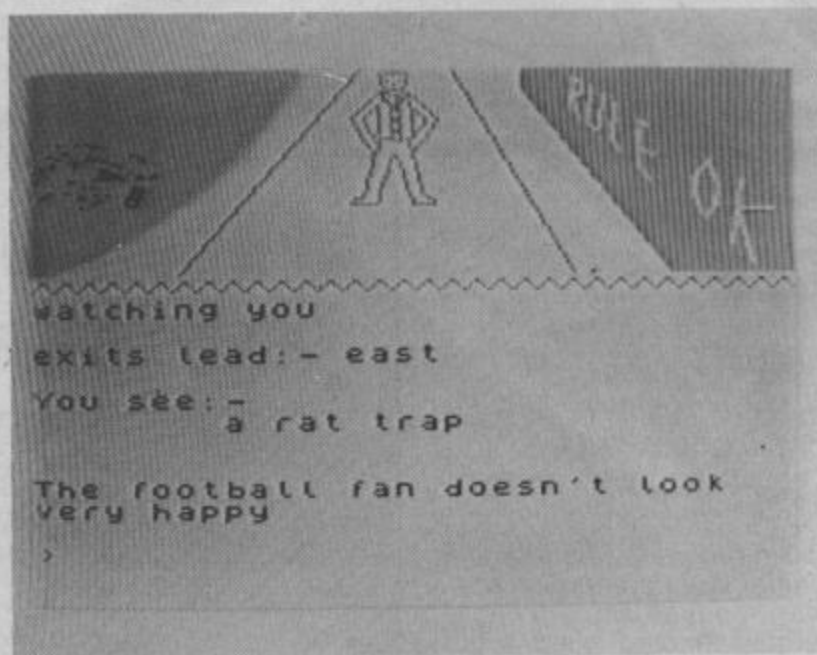 RULE OK
watching you
exits lead:- east
You see:-
a rat trap
The football fan doesn't look
very happy
>